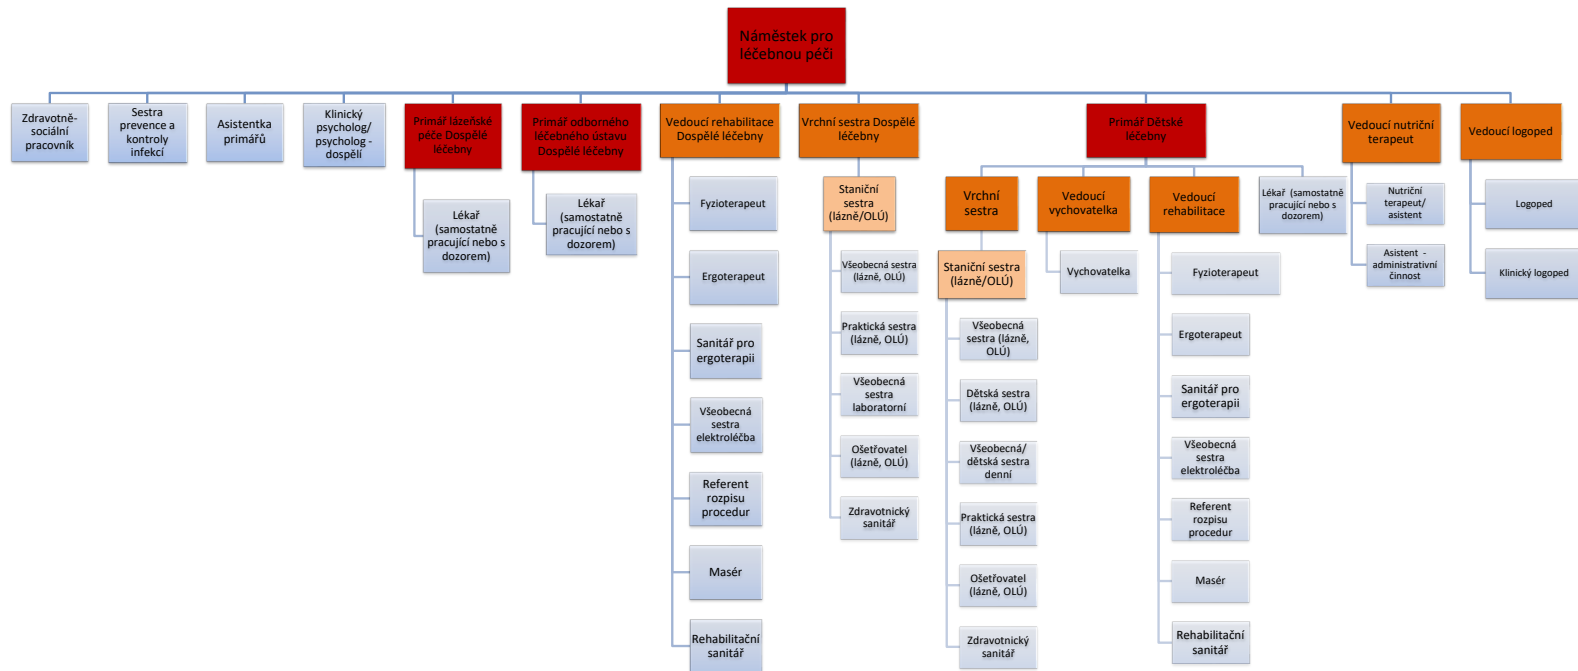 Náměstek pro
léčebnou péči
Zdravotně-
sociální
pracovník
Sestra
prevence a
kontroly
infekcí
Asistentka
primářů
Klinický
psycholog/
psycholog -
dospělí
Primář lázeňské
péče Dospělé
léčebny
Lékař
(samostatně
pracující nebo s
dozorem)
Primář odborného
léčebného ústavu
Dospělé léčebny
Lékař
(samostatně
pracující nebo s
dozorem)
Vedoucí rehabilitace
Dospělé léčebny
Fyzioterapeut
Ergoterapeut
Sanitář pro
ergoterapii
Všeobecná
sestra
elektroléčba
Referent
rozpisu
procedur
Masér
Rehabilitační
sanitář
Vrchní sestra Dospělé
léčebny
Staniční
sestra
(lázně/OLÚ)
Všeobecná sestra
(lázně, OLÚ)
Praktická sestra
(lázně, OLÚ)
Všeobecná
sestra
laboratorní
Ošetřovatel
(lázně, OLÚ)
Zdravotnický
sanitář
Primář Dětské
léčebny
Vrchní
sestra
Staniční sestra
(lázně/OLÚ)
Všeobecná
sestra (lázně,
OLÚ)
Dětská sestra
(lázně, OLÚ)
Všeobecná/
dětská sestra
denní
Praktická sestra
(lázně, OLÚ)
Ošetřovatel
(lázně, OLÚ)
Zdravotnický
sanitář
Vedoucí
vychovatelka
Vychovatelka
Vedoucí
rehabilitace
Fyzioterapeut
Ergoterapeut
Sanitář pro
ergoterapii
Všeobecná
sestra
elektroléčba
Referent
rozpisu
procedur
Masér
Rehabilitační
sanitář
Lékař (samostatně
pracující nebo s
dozorem)
Vedoucí nutriční
terapeut
Nutriční
terapeut/
asistent
Asistent -
administrativní
činnost
Vedoucí logoped
Logoped
Klinický logoped